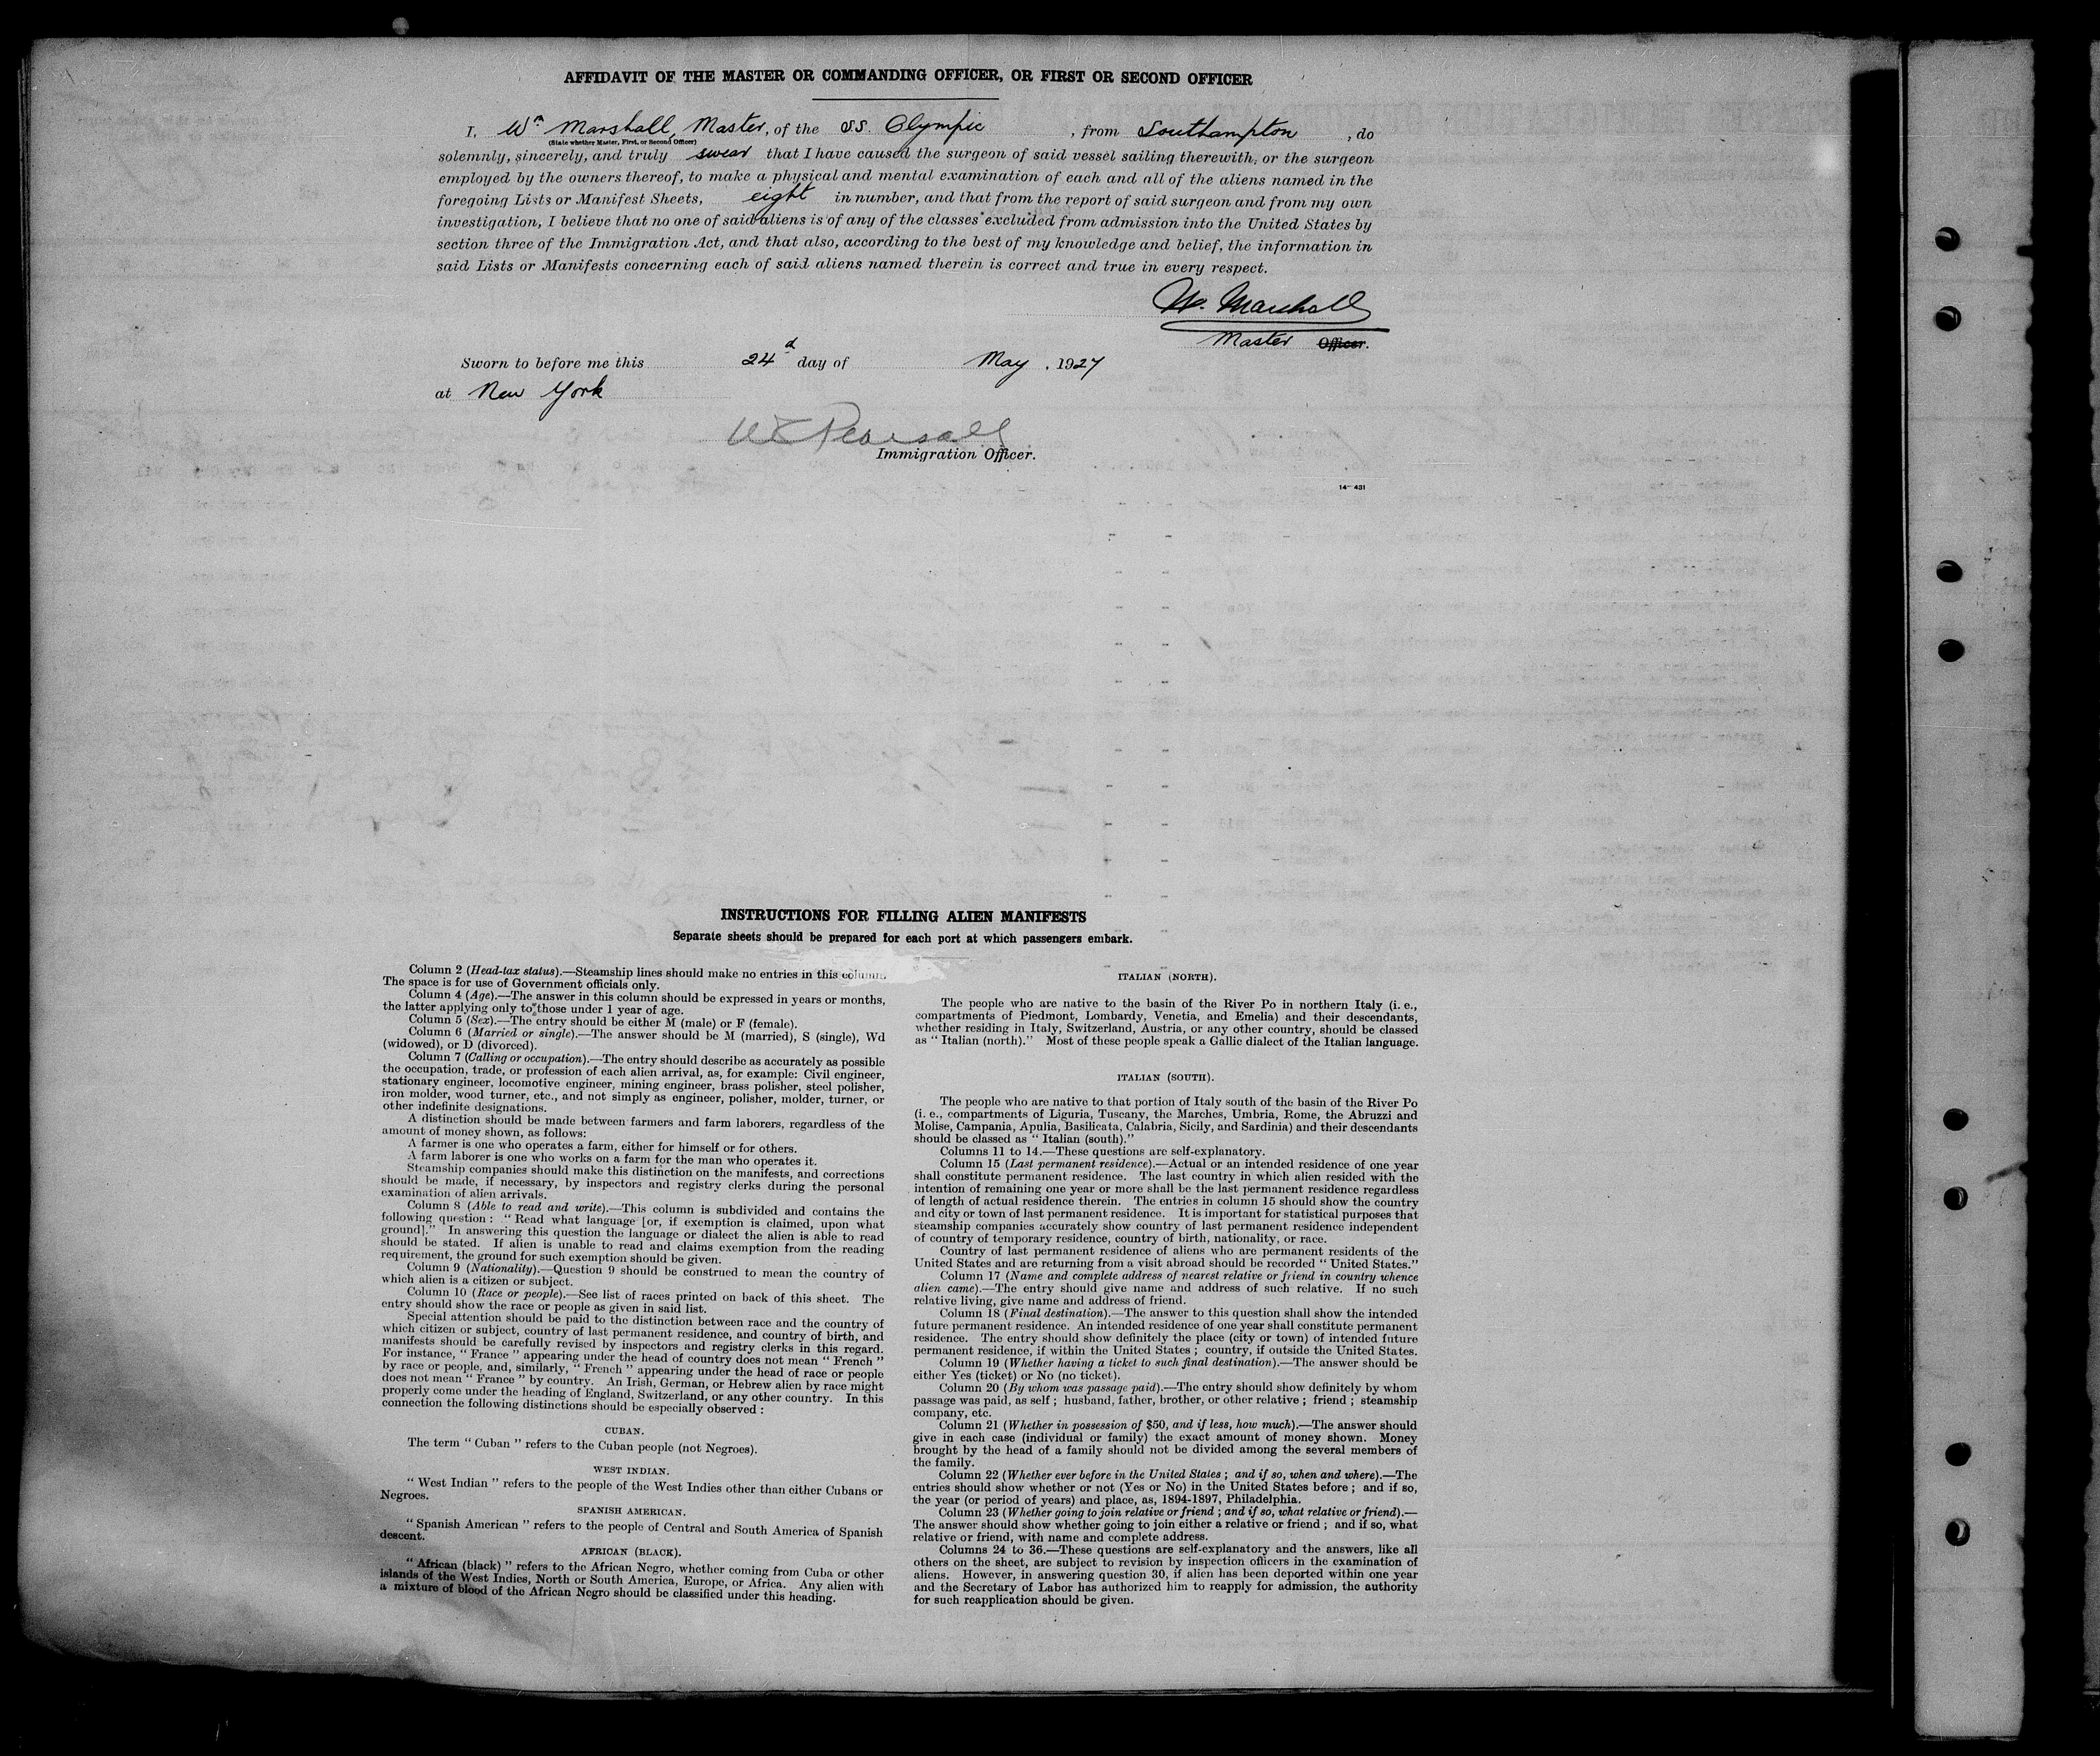 AFFIDAVIT OF THE MASTER OR COMMANDING OFFICER, OR FIRST OR SECOND OFFICER
I, Wm Marshall, Master, of the SS. Olympic, from Southampton, do
(State whether Master, First, or Second Officer)
solemnly, sincerely, and truly swear that I have caused the surgeon of said vessel sailing therewith, or the surgeon
employed by the owners thereof, to make a physical and mental examination of each and all of the aliens named in the
foregoing Lists or Manifest Sheets, eight in number, and that from the report of said surgeon and from my own
investigation, I believe that no one of said aliens is of any of the classes excluded from admission into the United States by
section three of the Immigration Act, and that also, according to the best of my knowledge and belief, the information in
said Lists or Manifests concerning each of said aliens named therein is correct and true in every respect.
W. Marshall
Master Officer.
Sworn to before me this 24d day of May, 1927
at New York
WEPearsall
Immigration Officer.
14—431
INSTRUCTIONS FOR FILLING ALIEN MANIFESTS
Separate sheets should be prepared for each port at which passengers embark.
Column 2 (Head-tax status).—Steamship lines should make no entries in this column.
The space is for use of Government officials only.
Column 4 (Age).—The answer in this column should be expressed in years or months,
the latter applying only to those under 1 year of age.
Column 5 (Sex).—The entry should be either M (male) or F (female).
Column 6 (Married or single).—The answer should be M (married), S (single), Wd
(widowed), or D (divorced).
Column 7 (Calling or occupation).—The entry should describe as accurately as possible
the occupation, trade, or profession of each alien arrival, as, for example: Civil engineer,
stationary engineer, locomotive engineer, mining engineer, brass polisher, steel polisher,
iron molder, wood turner, etc., and not simply as engineer, polisher, molder, turner, or
other indefinite designations.
A distinction should be made between farmers and farm laborers, regardless of the
amount of money shown, as follows:
A farmer is one who operates a farm, either for himself or for others.
A farm laborer is one who works on a farm for the man who operates it.
Steamship companies should make this distinction on the manifests, and corrections
should be made, if necessary, by inspectors and registry clerks during the personal
examination of alien arrivals.
Column 8 (Able to read and write).—This column is subdivided and contains the
following question: "Read what language [or, if exemption is claimed, upon what
ground]." In answering this question the language or dialect the alien is able to read
should be stated. If alien is unable to read and claims exemption from the reading
requirement, the ground for such exemption should be given.
Column 9 (Nationality).—Question 9 should be construed to mean the country of
which alien is a citizen or subject.
Column 10 (Race or people).—See list of races printed on back of this sheet. The
entry should show the race or people as given in said list.
Special attention should be paid to the distinction between race and the country of
which citizen or subject, country of last permanent residence, and country of birth, and
manifests should be carefully revised by inspectors and registry clerks in this regard.
For instance, "France" appearing under the head of country does not mean "French"
by race or people, and, similarly, "French" appearing under the head of race or people
does not mean "France" by country. An Irish, German, or Hebrew alien by race might
properly come under the heading of England, Switzerland, or any other country. In this
connection the following distinctions should be especially observed:
CUBAN.
The term "Cuban" refers to the Cuban people (not Negroes).
WEST INDIAN.
"West Indian" refers to the people of the West Indies other than either Cubans or
Negroes.
SPANISH AMERICAN.
"Spanish American" refers to the people of Central and South America of Spanish
descent.
AFRICAN (BLACK).
"African (black)" refers to the African Negro, whether coming from Cuba or other
islands of the West Indies, North or South America, Europe, or Africa. Any alien with
a mixture of blood of the African Negro should be classified under this heading.
ITALIAN (NORTH).
The people who are native to the basin of the River Po in northern Italy (i. e.,
compartments of Piedmont, Lombardy, Venetia, and Emelia) and their descendants,
whether residing in Italy, Switzerland, Austria, or any other country, should be classed
as "Italian (north)." Most of these people speak a Gallic dialect of the Italian language.
ITALIAN (SOUTH).
The people who are native to that portion of Italy south of the basin of the River Po
(i. e., compartments of Liguria, Tuscany, the Marches, Umbria, Rome, the Abruzzi and
Molise, Campania, Apulia, Basilicata, Calabria, Sicily, and Sardinia) and their descendants
should be classed as "Italian (south)."
Columns 11 to 14.—These questions are self-explanatory.
Column 15 (Last permanent residence).—Actual or an intended residence of one year
shall constitute permanent residence. The last country in which alien resided with the
intention of remaining one year or more shall be the last permanent residence regardless
of length of actual residence therein. The entries in column 15 should show the country
and city or town of last permanent residence. It is important for statistical purposes that
steamship companies accurately show country of last permanent residence independent
of country of temporary residence, country of birth, nationality, or race.
Country of last permanent residence of aliens who are permanent residents of the
United States and are returning from a visit abroad should be recorded "United States."
Column 17 (Name and complete address of nearest relative or friend in country whence
alien came).—The entry should give name and address of such relative. If no such
relative living, give name and address of friend.
Column 18 (Final destination).—The answer to this question shall show the intended
future permanent residence. An intended residence of one year shall constitute permanent
residence. The entry should show definitely the place (city or town) of intended future
permanent residence, if within the United States; country, if outside the United States.
Column 19 (Whether having a ticket to such final destination).—The answer should be
either Yes (ticket) or No (no ticket).
Column 20 (By whom was passage paid).—The entry should show definitely by whom
passage was paid, as self; husband, father, brother, or other relative; friend; steamship
company, etc.
Column 21 (Whether in possession of $50, and if less, how much).—The answer should
give in each case (individual or family) the exact amount of money shown. Money
brought by the head of a family should not be divided among the several members of
the family.
Column 22 (Whether ever before in the United States; and if so, when and where).—The
entries should show whether or not (Yes or No) in the United States before; and if so,
the year (or period of years) and place, as, 1894-1897, Philadelphia.
Column 23 (Whether going to join relative or friend; and if so, what relative or friend).—
The answer should show whether going to join either a relative or friend; and if so, what
relative or friend, with name and complete address.
Columns 24 to 36.—These questions are self-explanatory and the answers, like all
others on the sheet, are subject to revision by inspection officers in the examination of
aliens. However, in answering question 30, if alien has been deported within one year
and the Secretary of Labor has authorized him to reapply for admission, the authority
for such reapplication should be given.